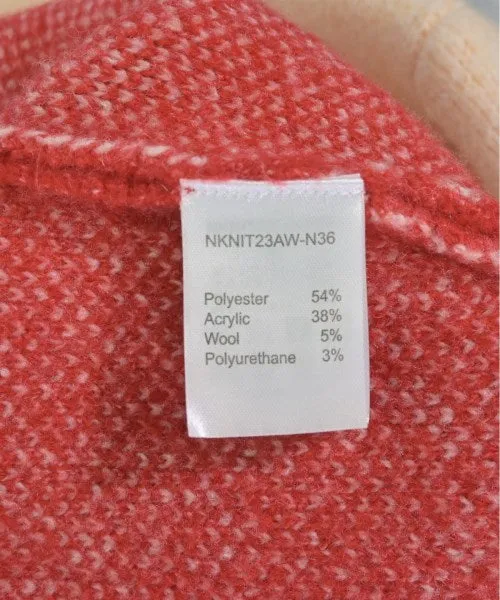 NKNIT23AW-N36
Polyester 54%
Acrylic 38%
Wool 5%
Polyurethane 3%